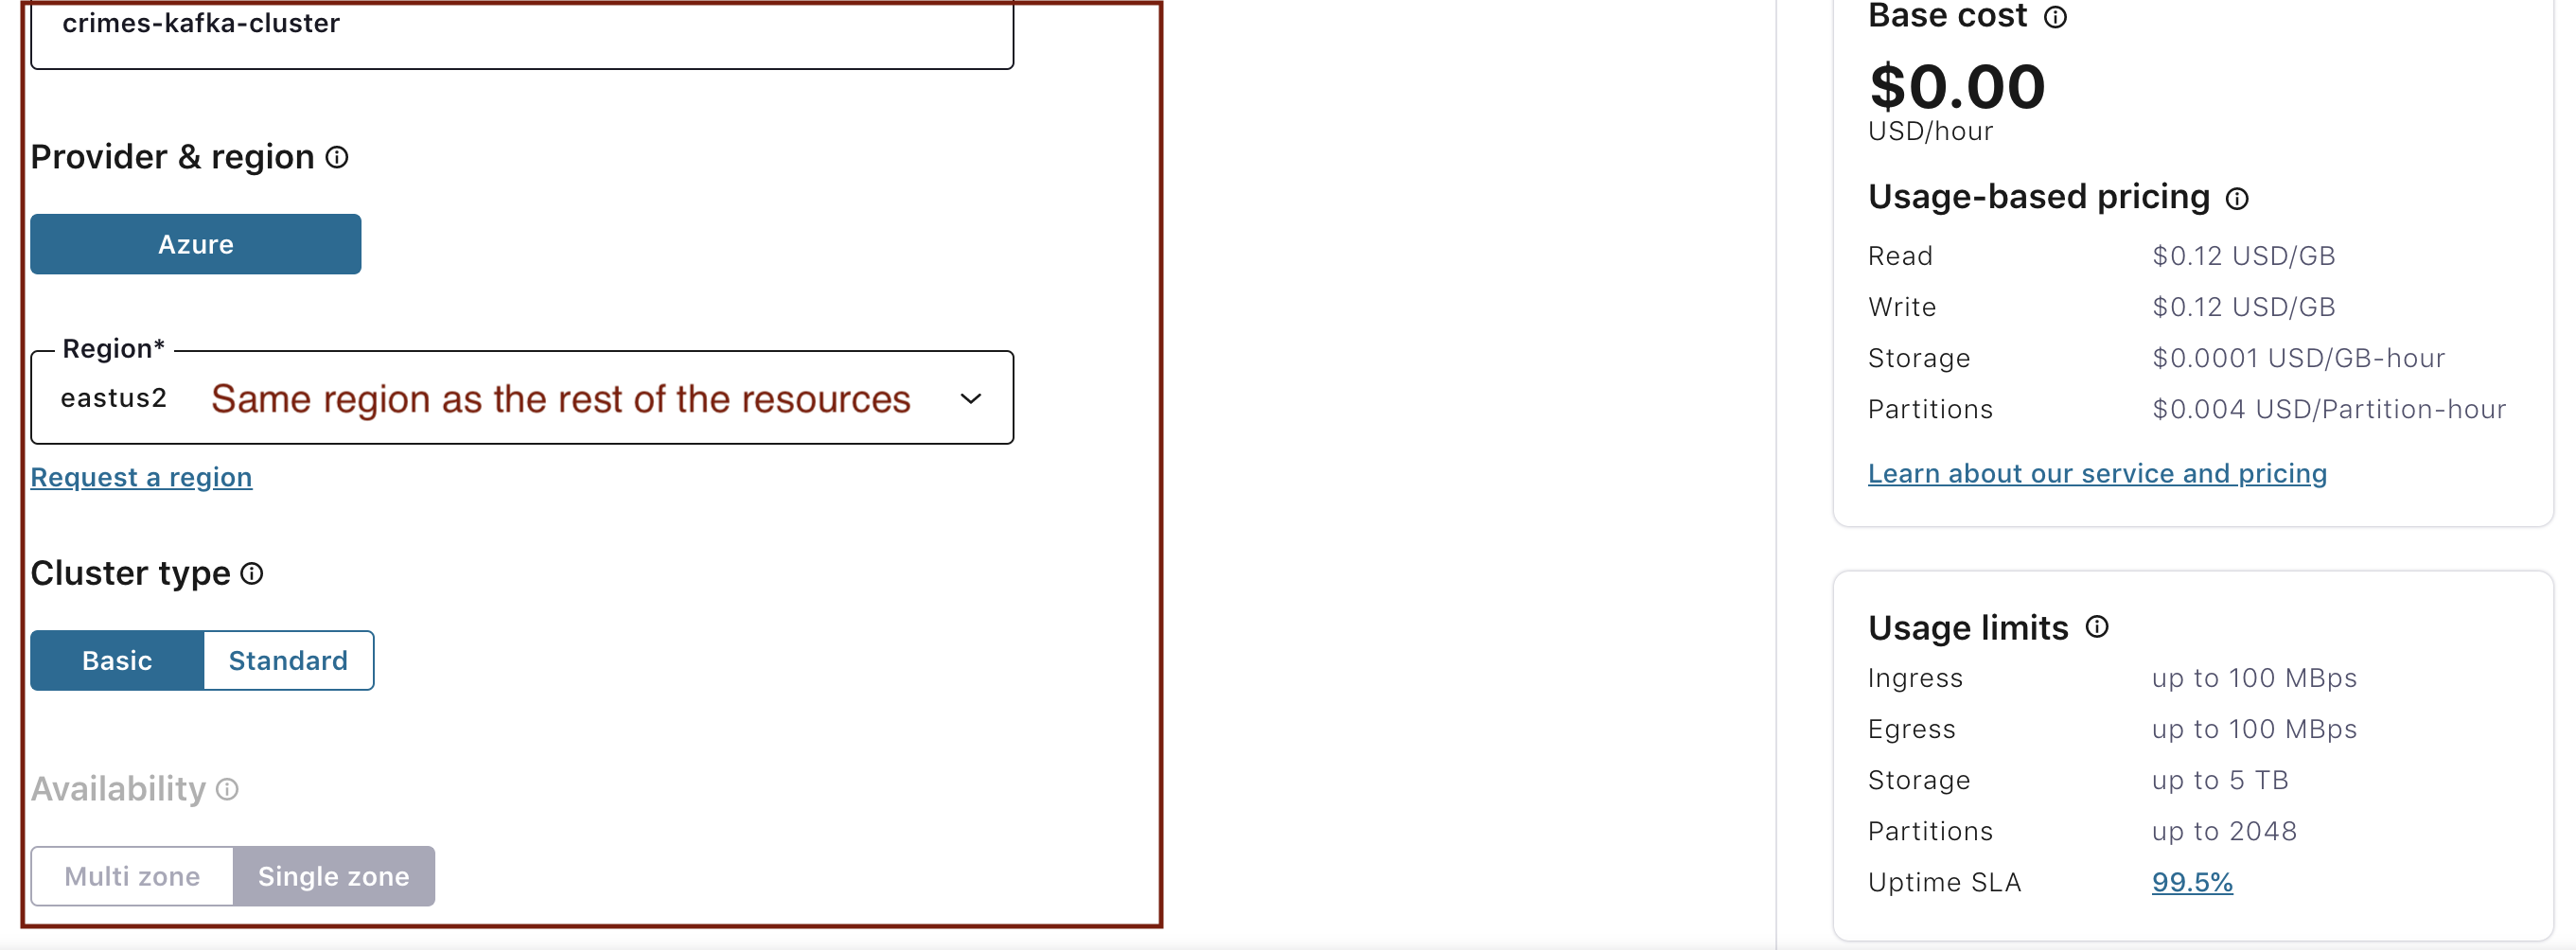 crimes-kafka-cluster
Provider & region
Azure
Region*
eastus2 Same region as the rest of the resources
Request a region
Cluster type
Basic Standard
Availability
Multi zone Single zone
Base cost
$0.00
USD/hour
Usage-based pricing
Read $0.12 USD/GB
Write $0.12 USD/GB
Storage $0.0001 USD/GB-hour
Partitions $0.004 USD/Partition-hour
Learn about our service and pricing
Usage limits
Ingress up to 100 MBps
Egress up to 100 MBps
Storage up to 5 TB
Partitions up to 2048
Uptime SLA 99.5%